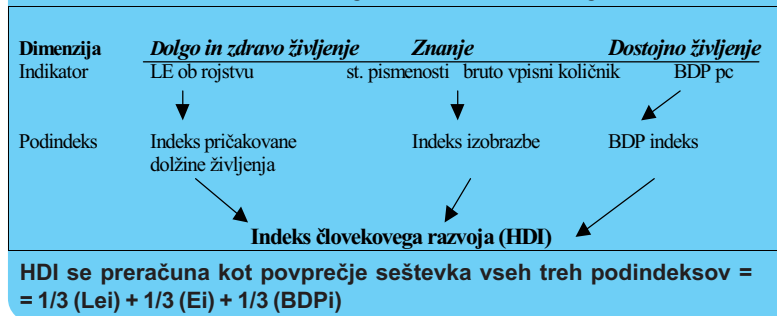 Dimenzija Dolgo in zdravo življenje Znanje Dostojno življenje
Indikator LE ob rojstvu st. pismenosti bruto vpisni količnik BDP pc
Podindeks Indeks pričakovane dolžine življenja Indeks izobrazbe BDP indeks
Indeks človekovega razvoja (HDI)
HDI se preračuna kot povprečje seštevka vseh treh podindeksov =
= 1/3 (Lei) + 1/3 (Ei) + 1/3 (BDPi)